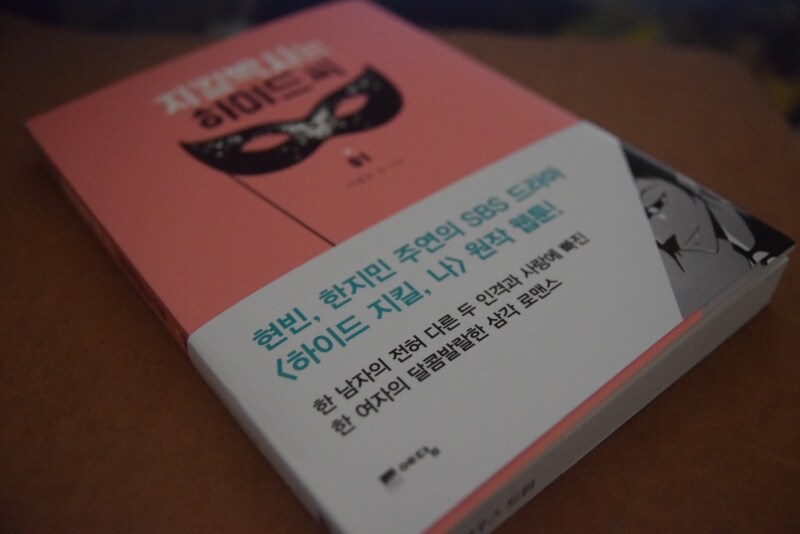 지킬박사는
하이드씨
01
현빈, 한지민 주연의 SBS 드라마
<하이드 지킬, 나> 원작 웹툰!
한 남자의 전혀 다른 두 인격과 사랑에 빠진
한 여자의 달콤발랄한 삼각 로맨스